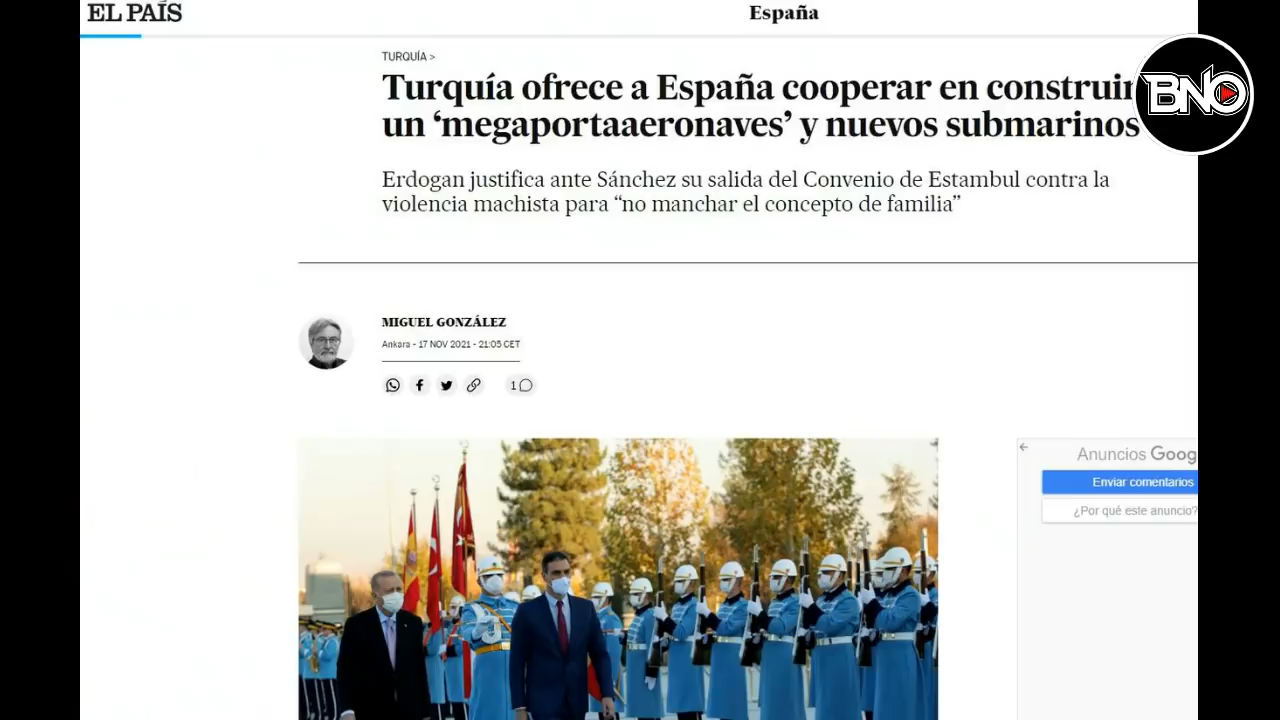 EL PAÍS
España
TURQUÍA >
Turquía ofrece a España cooperar en construir
un ‘megaportaaeronaves’ y nuevos submarinos
BNO
Erdogan justifica ante Sánchez su salida del Convenio de Estambul contra la
violencia machista para “no manchar el concepto de familia”
MIGUEL GONZÁLEZ
Ankara - 17 NOV 2021 - 21:05 CET
1
Anuncios Goog
Enviar comentarios
¿Por qué este anuncio?